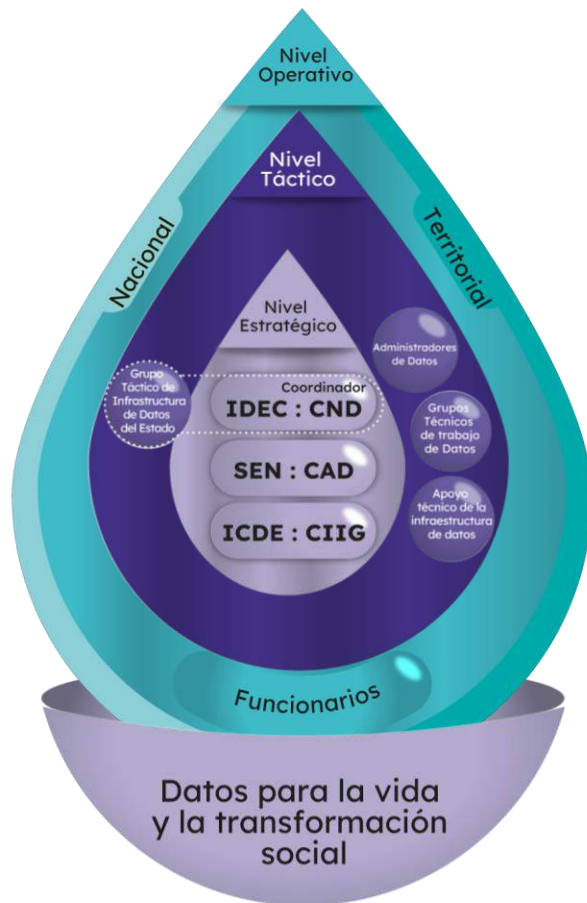 Nivel
Operativo
Nivel
Táctico
Nacional
Territorial
Nivel
Estratégico
Administradores
de Datos
Grupo
Táctico de
Infraestructura
de Datos
del Estado
Coordinador
IDEC : CND
Grupos
Técnicos
de trabajo
de Datos
SEN : CAD
Apoyo
técnico de la
infraestructura
de datos
ICDE : CIIG
Funcionarios
Datos para la vida
y la transformación
social